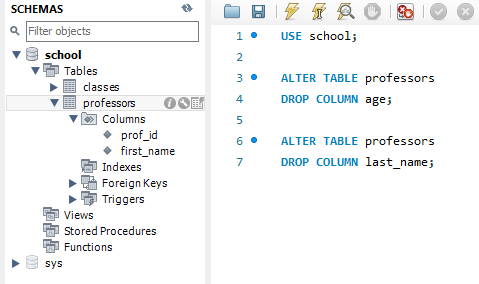 SCHEMAS
Filter objects
school
Tables
classes
professors
Columns
prof_id
first_name
Indexes
Foreign Keys
Triggers
Views
Stored Procedures
Functions
sys
1 USE school;
2
3 ALTER TABLE professors
4 DROP COLUMN age;
5
6 ALTER TABLE professors
7 DROP COLUMN last_name;